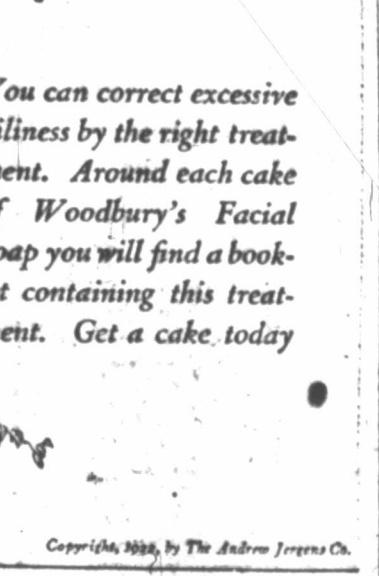 ou can correct excessive
iliness by the right treat-
ent. Around each cake
f Woodbury's Facial
oap you will find a book-
t containing this treat-
ent. Get a cake today
Copyright, 1922, by The Andrew Jergens Co.